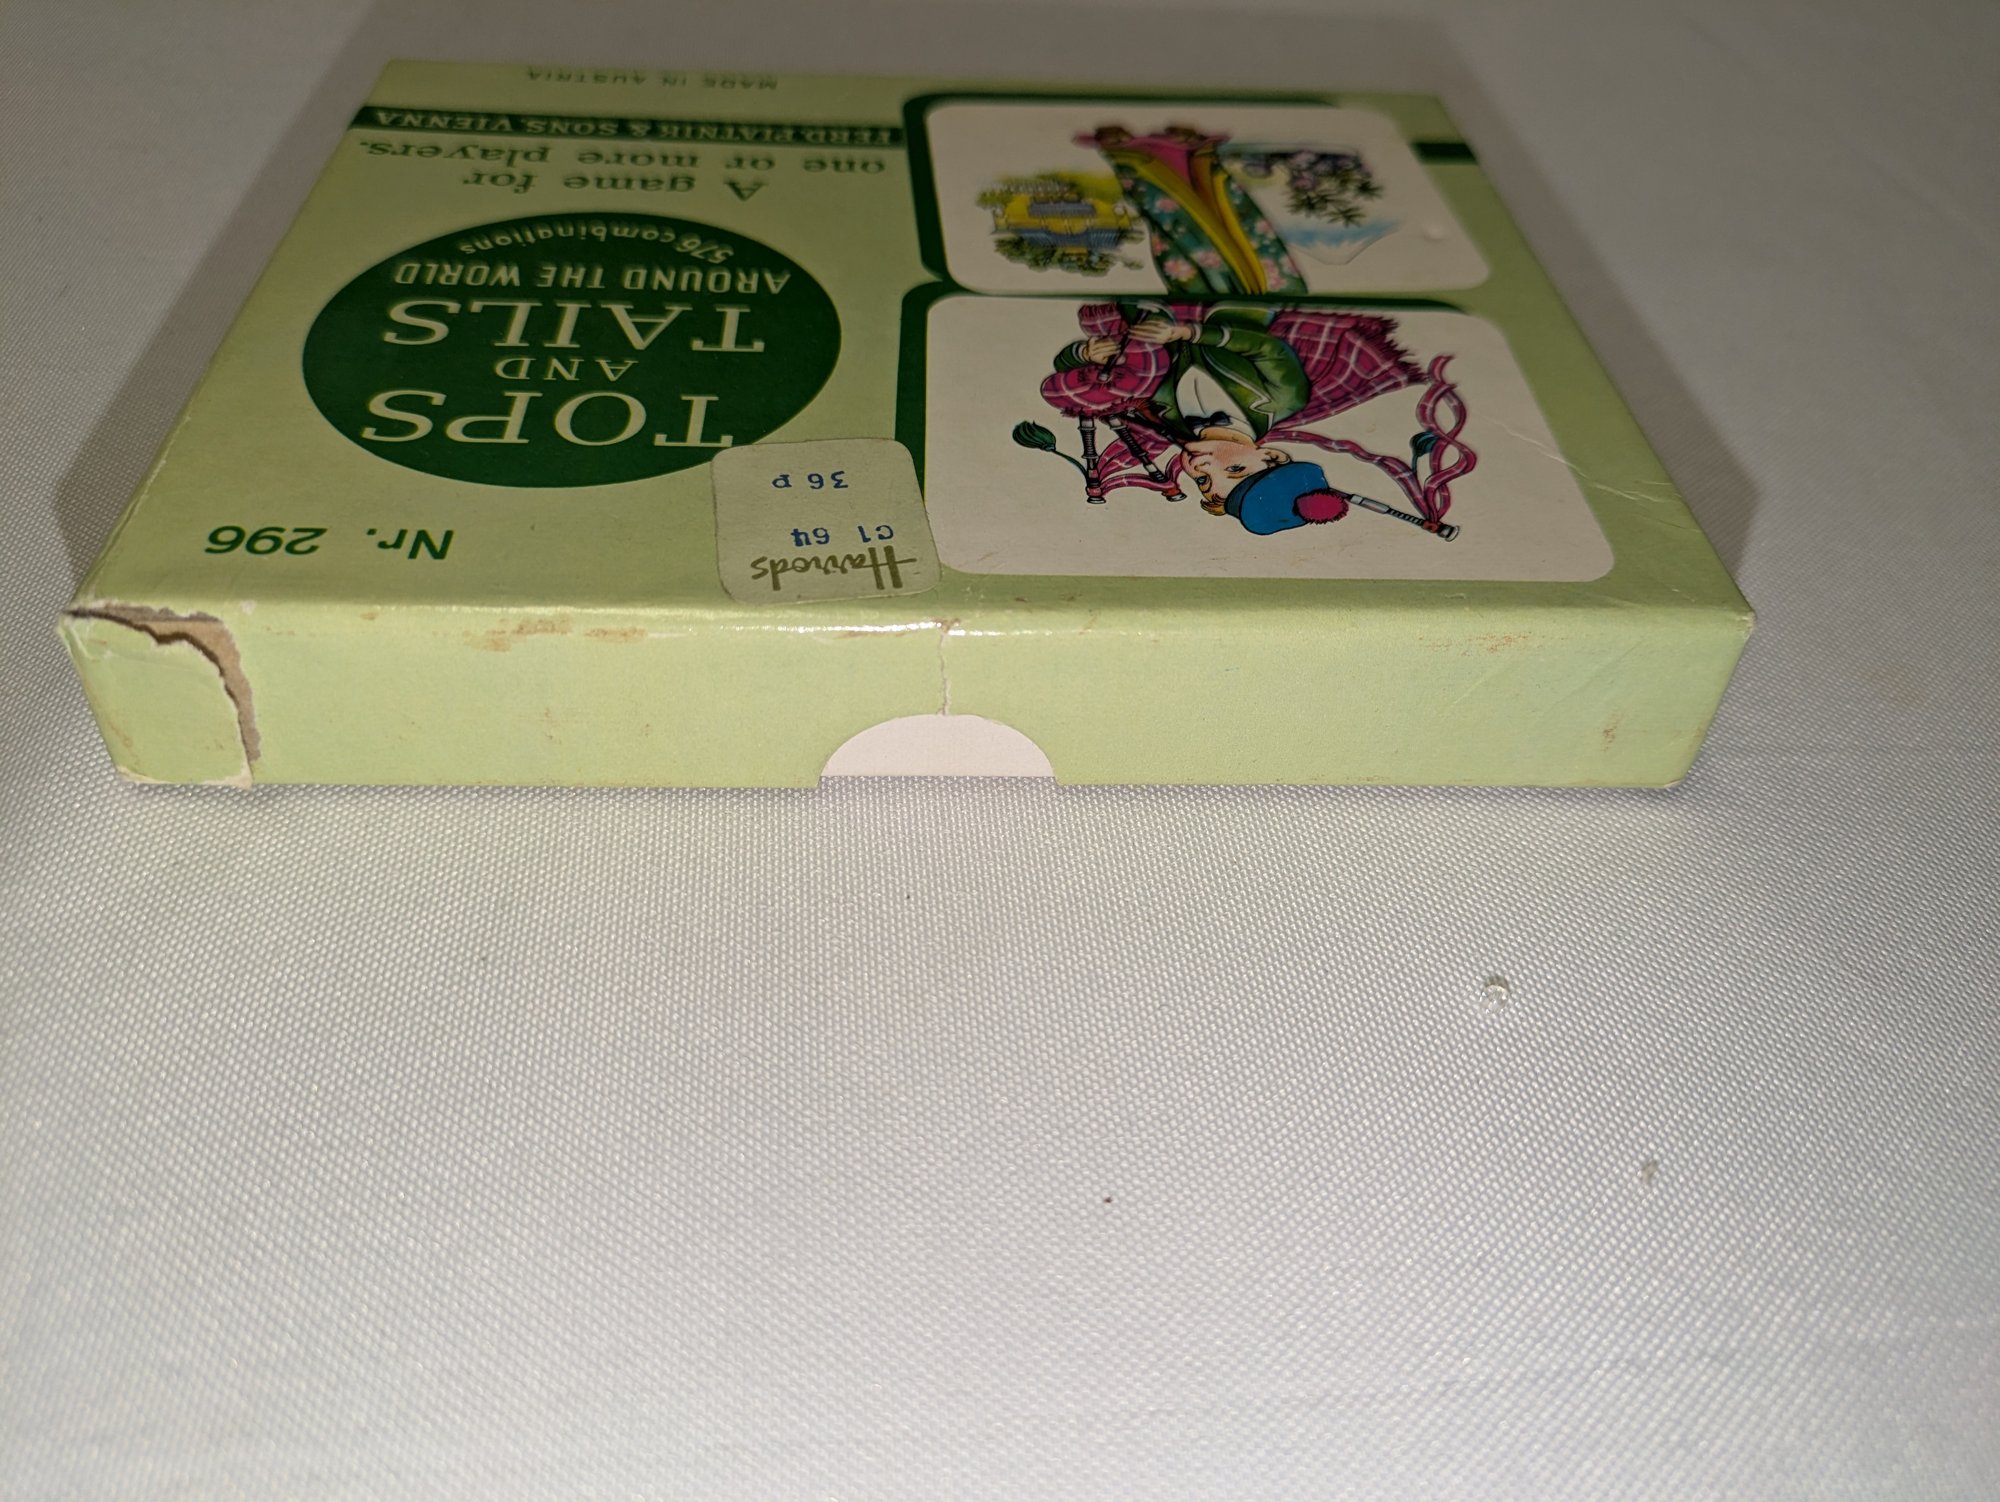 Nr. 296
Harrods
C1 64
36 p
TOPS
AND
TAILS
AROUND THE WORLD
576 combinations
A game for
one or more players.
FERD. PIATNIK & SONS, VIENNA
MADE IN AUSTRIA